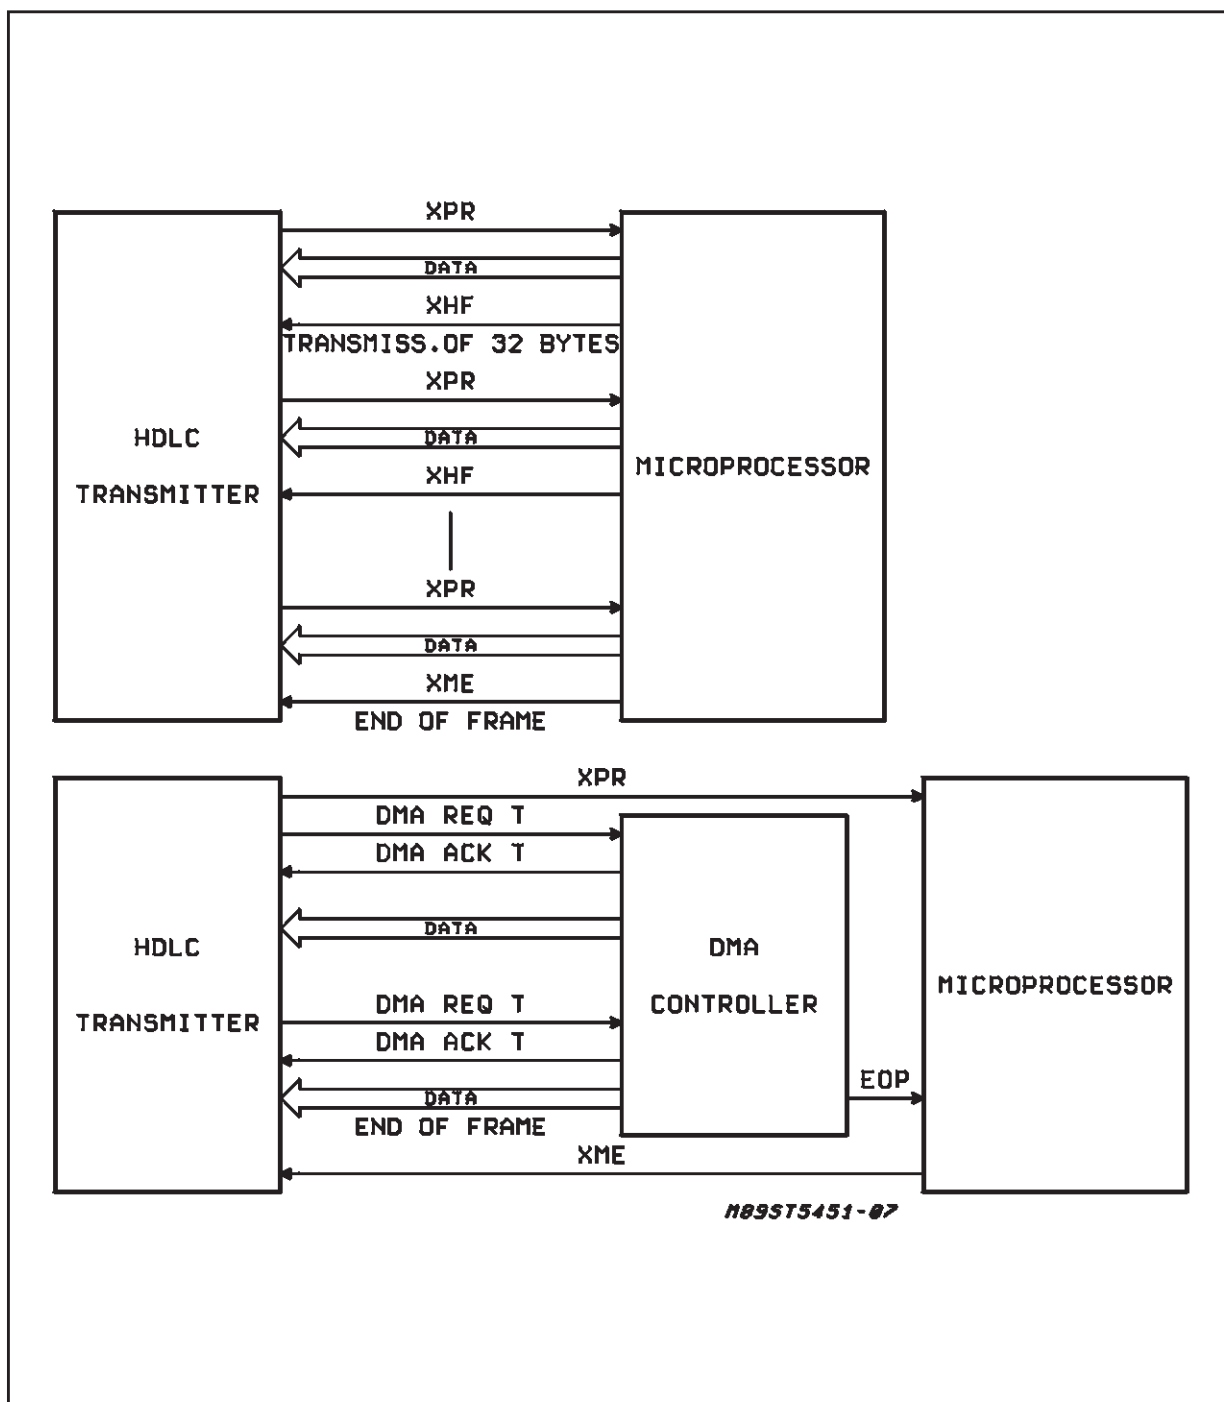 XPR
DATA
XHF
TRANSMISS.OF 32 BYTES
XPR
HDLC
TRANSMITTER
DATA
MICROPROCESSOR
XHF
XPR
DATA
XME
END OF FRAME
XPR
DMA REQ T
DMA ACK T
DATA
HDLC
TRANSMITTER
DMA
CONTROLLER
MICROPROCESSOR
DMA REQ T
DMA ACK T
EOP
DATA
END OF FRAME
XME
M89ST5451-07